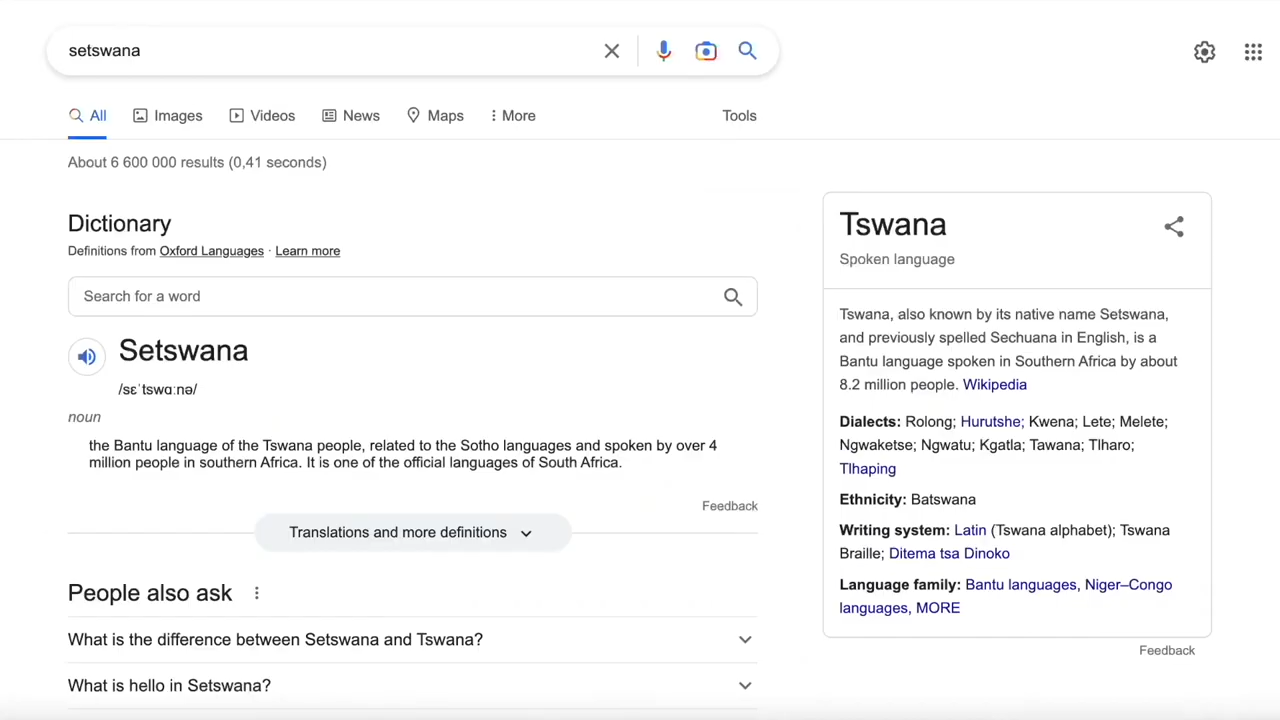 setswana
All Images Videos News Maps More Tools
About 6 600 000 results (0,41 seconds)
Dictionary
Definitions from Oxford Languages · Learn more
Search for a word
Setswana
/sɛˈtswɑːnə/
noun
the Bantu language of the Tswana people, related to the Sotho languages and spoken by over 4
million people in southern Africa. It is one of the official languages of South Africa.
Feedback
Translations and more definitions
People also ask
What is the difference between Setswana and Tswana?
What is hello in Setswana?
Tswana
Spoken language
Tswana, also known by its native name Setswana,
and previously spelled Sechuana in English, is a
Bantu language spoken in Southern Africa by about
8.2 million people. Wikipedia
Dialects: Rolong; Hurutshe; Kwena; Lete; Melete;
Ngwaketse; Ngwatu; Kgatla; Tawana; Tlharo;
Tlhaping
Ethnicity: Batswana
Writing system: Latin (Tswana alphabet); Tswana
Braille; Ditema tsa Dinoko
Language family: Bantu languages, Niger–Congo
languages, MORE
Feedback